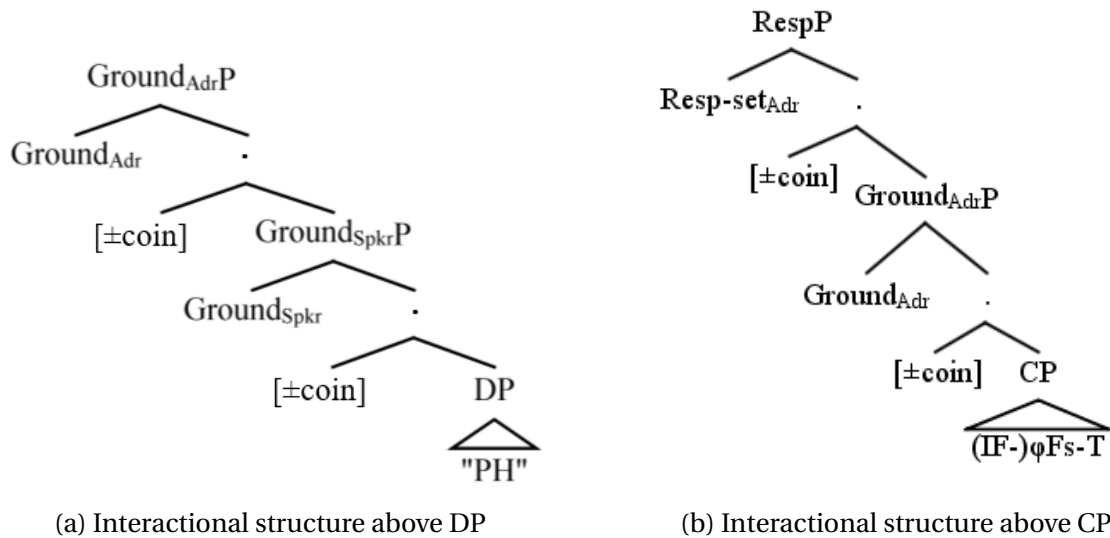 Ground_AdrP
Ground_Adr
.
[±coin]
Ground_SpkrP
Ground_Spkr
.
[±coin]
DP
"PH"
(a) Interactional structure above DP
RespP
Resp-set_Adr
.
[±coin]
Ground_AdrP
Ground_Adr
.
[±coin]
CP
(IF-)φFs-T
(b) Interactional structure above CP